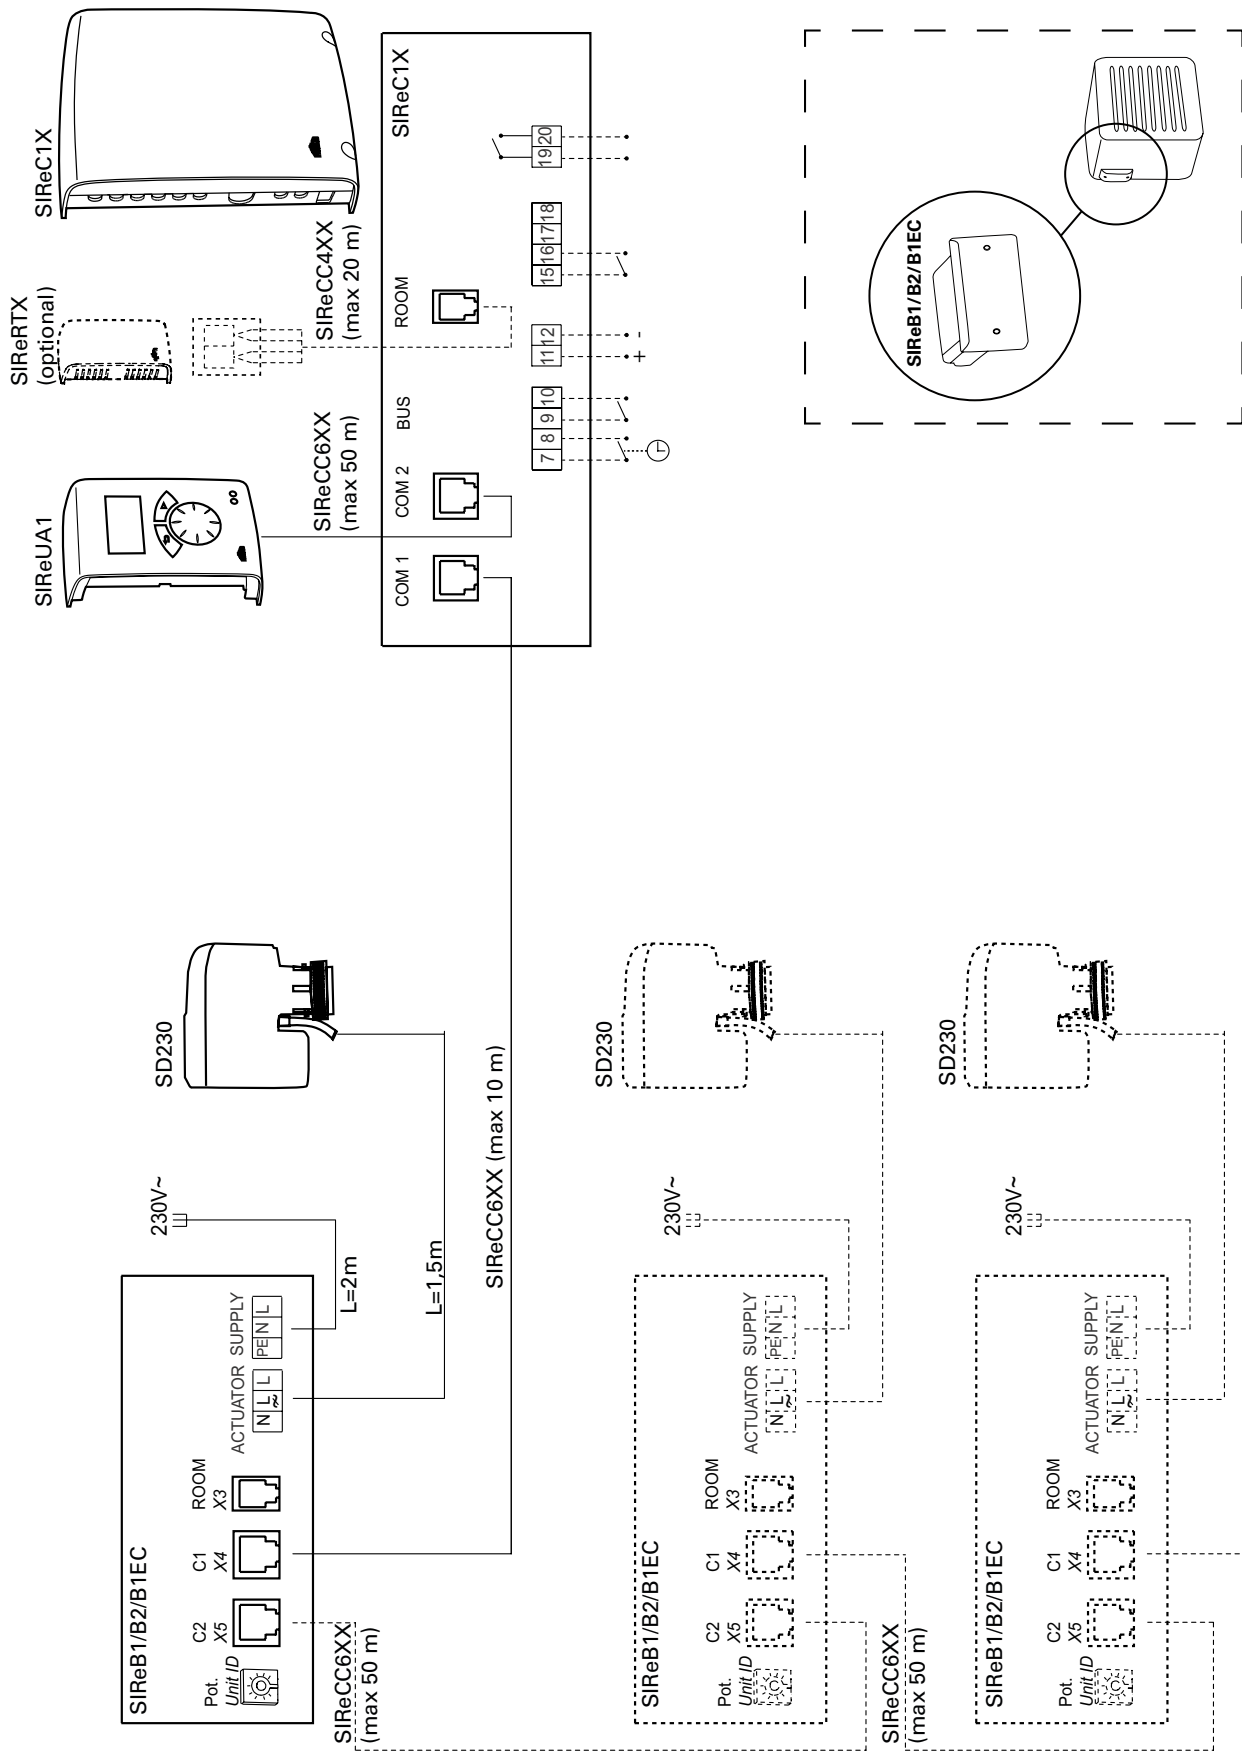 SIReB1/B2/B1EC
Pot.
Unit ID
C2
X5
C1
X4
ROOM
X3
ACTUATOR
N L L
~
SUPPLY
PE N L
230V~
L=2m
L=1,5m
SD230
SIReCC6XX (max 10 m)
SIReCC6XX
(max 50 m)
SIReUA1
SIReRTX
(optional)
SIReC1X
SIReCC6XX
(max 50 m)
SIReCC4XX
(max 20 m)
SIReC1X
COM 1
COM 2
BUS
ROOM
7 8 9 10
11 12
15 16 17 18
19 20
+ -
SIReB1/B2/B1EC
Pot.
Unit ID
C2
X5
C1
X4
ROOM
X3
ACTUATOR
N L L
~
SUPPLY
PE N L
230V~
SD230
SIReCC6XX
(max 50 m)
SIReB1/B2/B1EC
Pot.
Unit ID
C2
X5
C1
X4
ROOM
X3
ACTUATOR
N L L
~
SUPPLY
PE N L
230V~
SD230
SIReB1/B2/B1EC